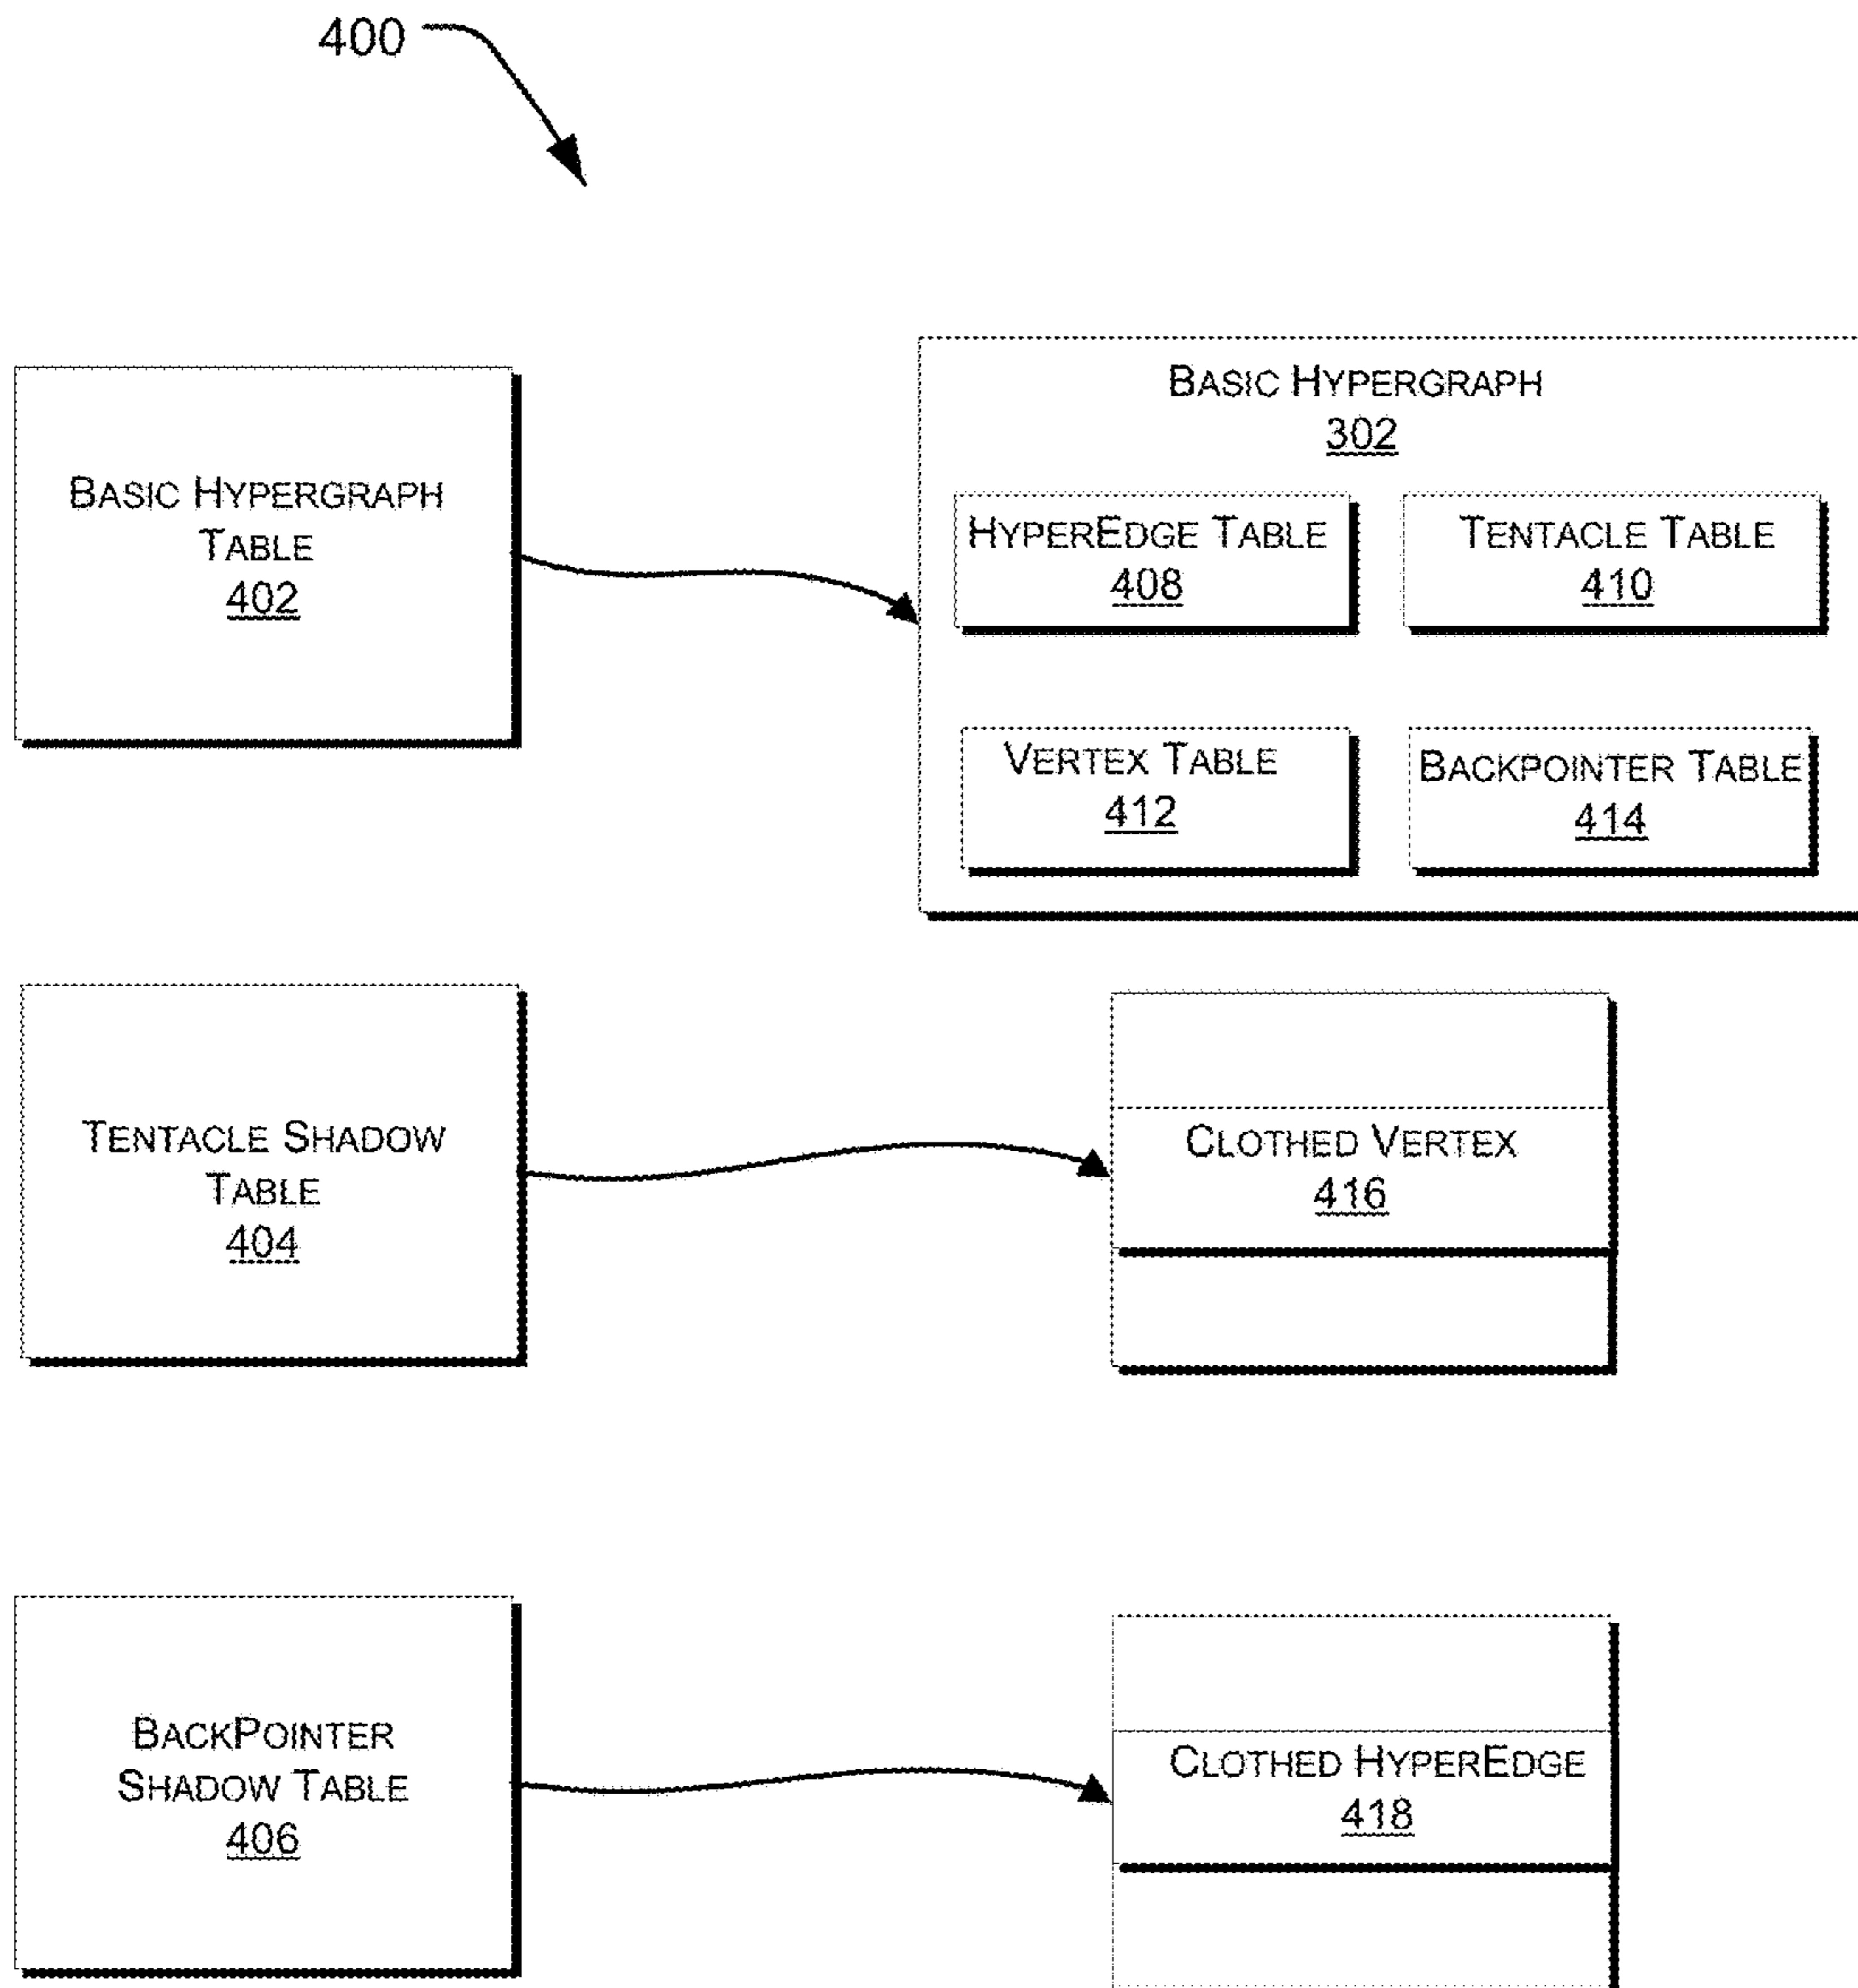 400
BASIC HYPERGRAPH
TABLE
402
BASIC HYPERGRAPH
302
HYPEREDGE TABLE
408
TENTACLE TABLE
410
VERTEX TABLE
412
BACKPOINTER TABLE
414
TENTACLE SHADOW
TABLE
404
CLOTHED VERTEX
416
BACKPOINTER
SHADOW TABLE
406
CLOTHED HYPEREDGE
418